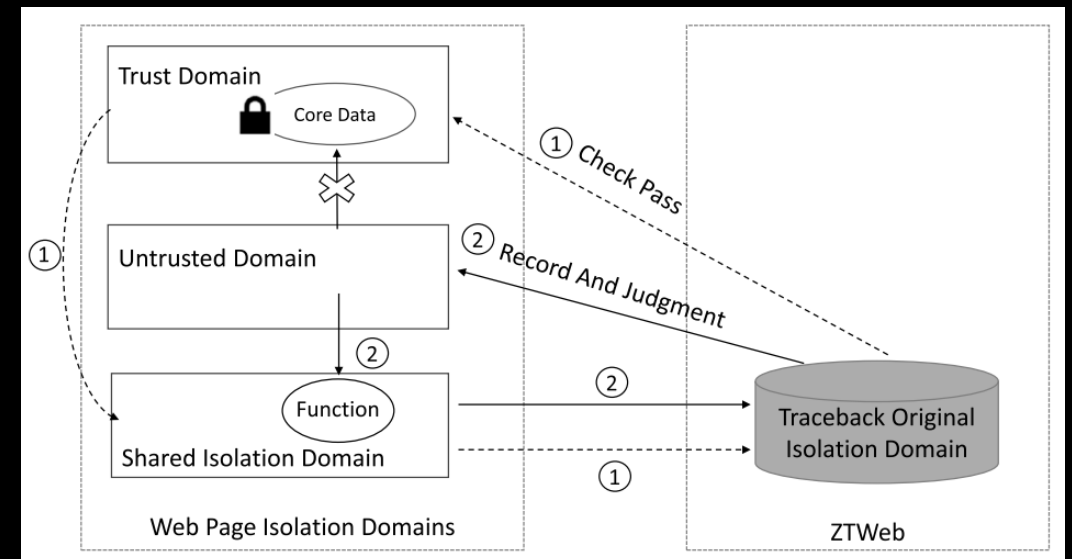 Trust Domain
Core Data
① Check Pass
①
Untrusted Domain
② Record And Judgment
②
Function
Shared Isolation Domain
②
①
Traceback Original
Isolation Domain
Web Page Isolation Domains
ZTWeb